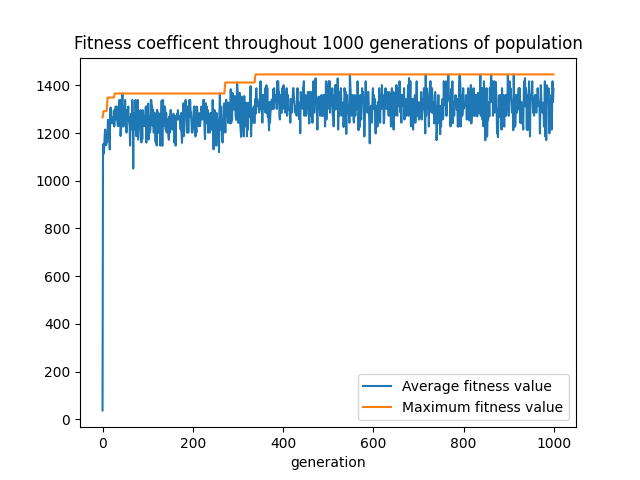 Fitness coefficent throughout 1000 generations of population
1400
1200
1000
800
600
400
200
0
Average fitness value
Maximum fitness value
0 200 400 600 800 1000
generation